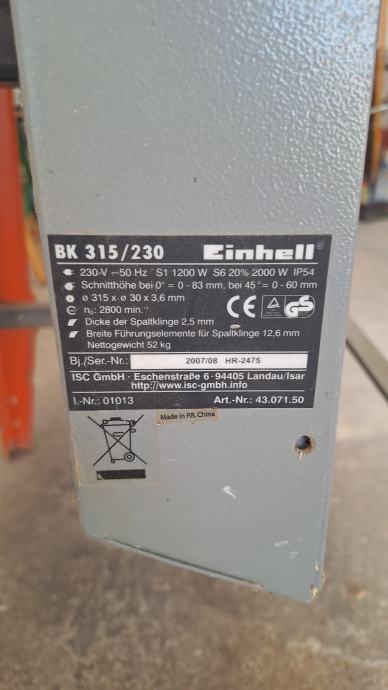 BK 315/230 Einhell®
230-V ~50 Hz S1 1200 W S6 20% 2000 W IP54
Schnitthöhe bei 0° = 0 - 83 mm, bei 45° = 0 - 60 mm
ø 315 x ø 30 x 3,6 mm
n₀: 2800 min.⁻¹
Dicke der Spaltklinge 2,5 mm
Breite Führungselemente für Spaltklinge 12,6 mm
Nettogewicht 52 kg
CE GS
Bj./Ser.-Nr.: 2007/08 HR-2475
ISC GmbH · Eschenstraße 6 · 94405 Landau/Isar
http://www.isc-gmbh.info
I.-Nr.: 01013 Art.-Nr.: 43.071.50
Made in P.R. China